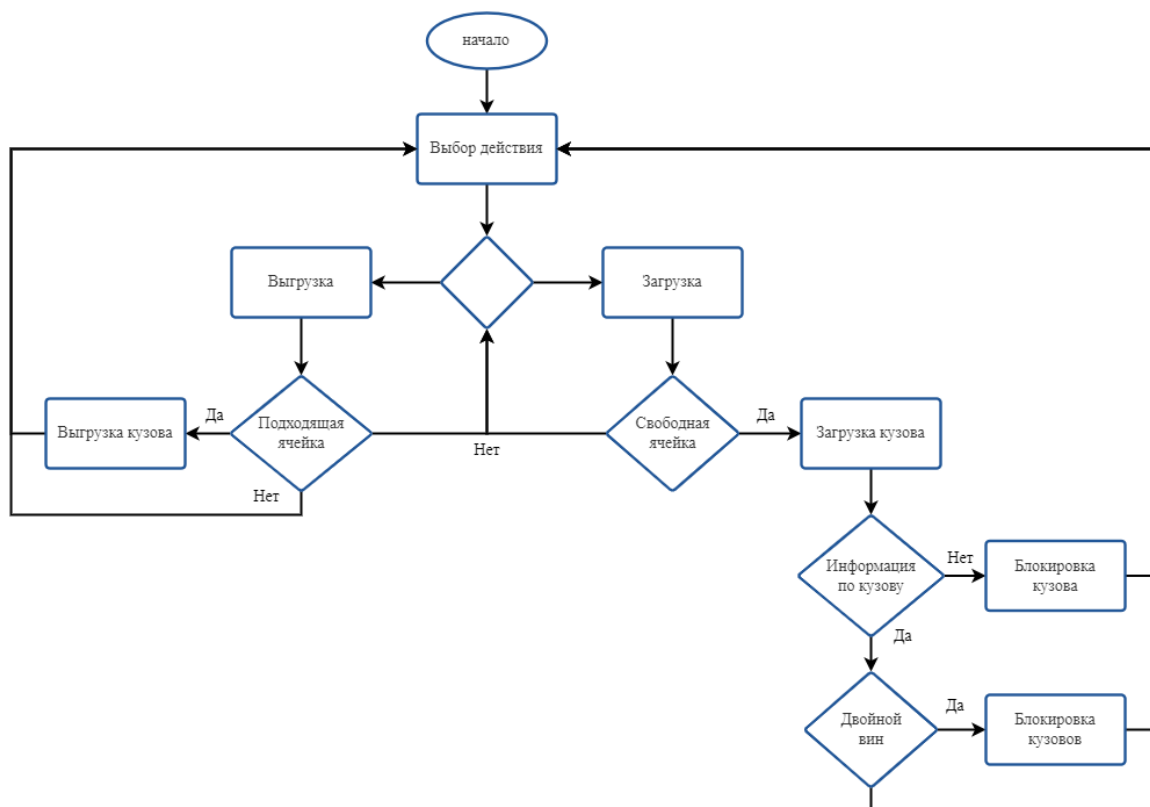 начало
Выбор действия
Выгрузка
Загрузка
Выгрузка кузова
Да
Подходящая
ячейка
Нет
Нет
Свободная
ячейка
Да
Загрузка кузова
Информация
по кузову
Нет
Блокировка
кузова
Да
Двойной
вин
Да
Блокировка
кузовов